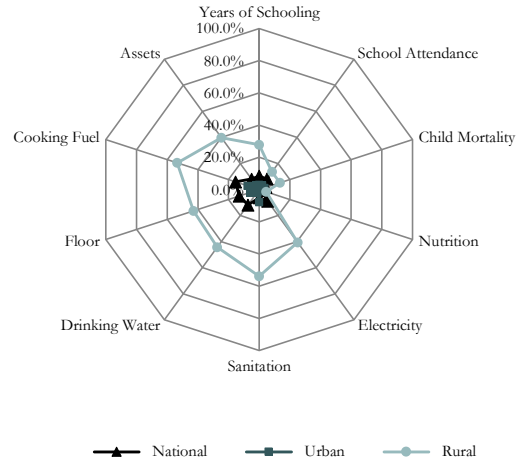 Years of Schooling
100.0%
Assets
School Attendance
80.0%
60.0%
40.0%
Cooking Fuel
Child Mortality
20.0%
0.0%
Floor
Nutrition
Drinking Water
Electricity
Sanitation
National Urban Rural